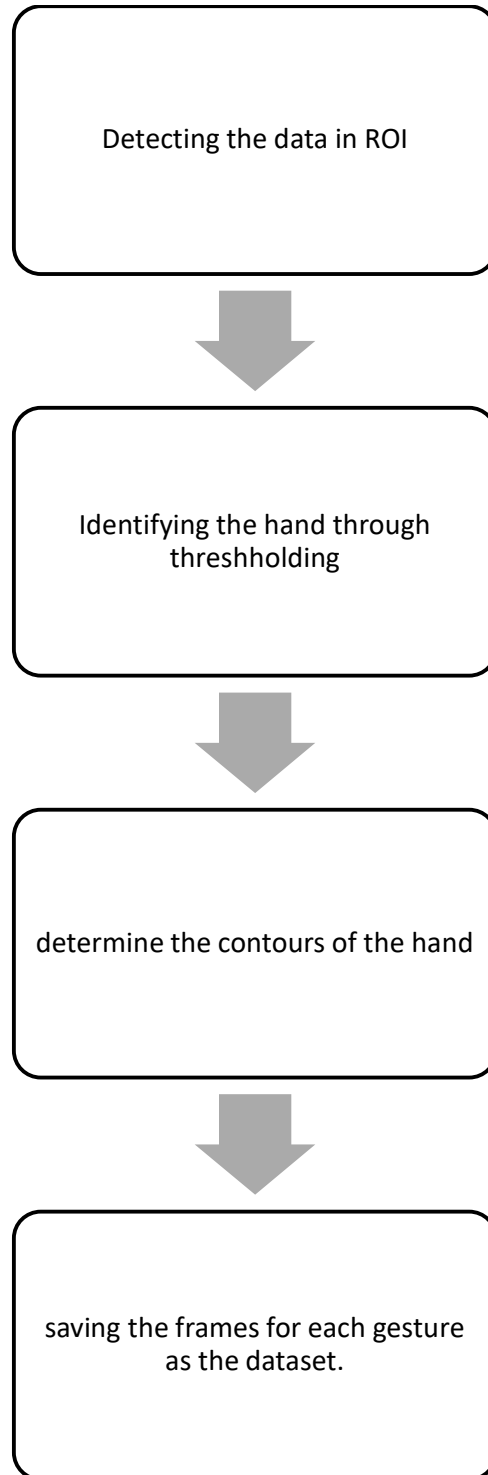 Detecting the data in ROI
Identifying the hand through
threshholding
determine the contours of the hand
saving the frames for each gesture
as the dataset.